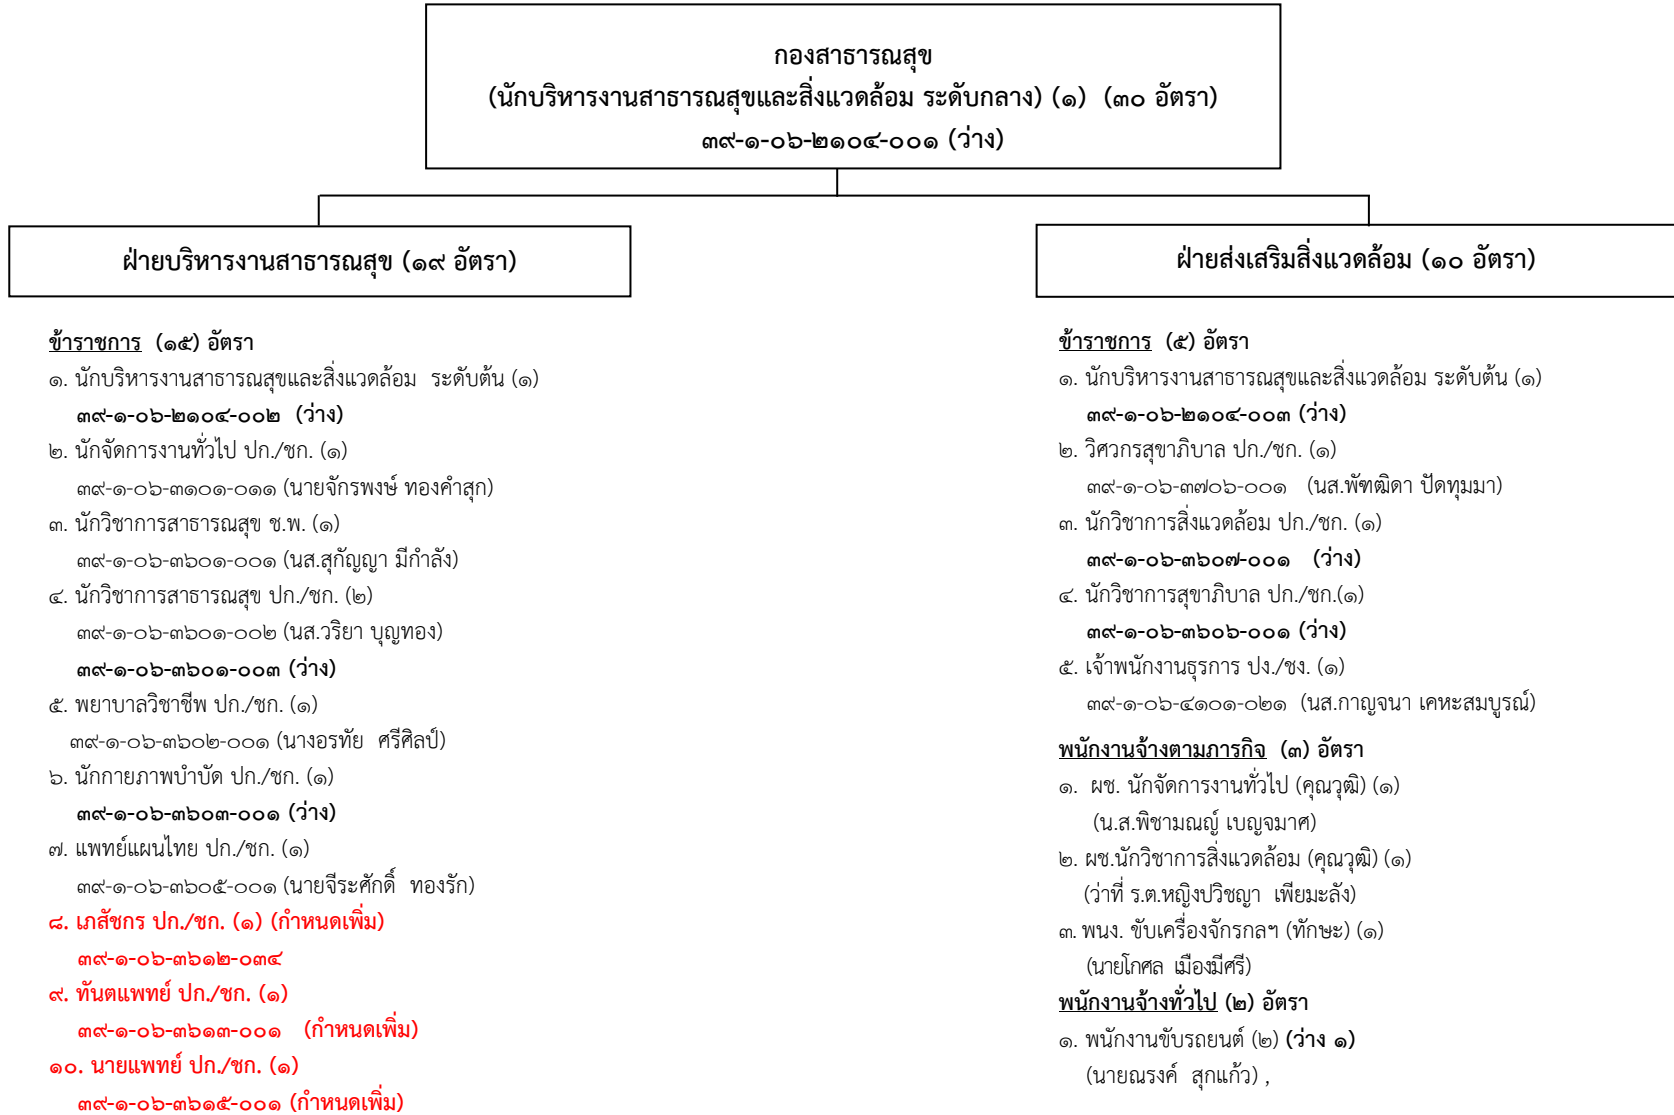 กองสาธารณสุข
(นักบริหารงานสาธารณสุขและสิ่งแวดล้อม ระดับกลาง) (๑) (๓๐ อัตรา)
๓๙-๑-๐๖-๒๑๐๔-๐๐๑ (ว่าง)
ฝ่ายบริหารงานสาธารณสุข (๑๙ อัตรา)
ข้าราชการ (๑๕) อัตรา
๑. นักบริหารงานสาธารณสุขและสิ่งแวดล้อม ระดับต้น (๑)
๓๙-๑-๐๖-๒๑๐๔-๐๐๒ (ว่าง)
๒. นักจัดการงานทั่วไป ปก./ชก. (๑)
๓๙-๑-๐๖-๓๑๐๑-๐๑๑ (นายจักรพงษ์ ทองคำสุก)
๓. นักวิชาการสาธารณสุข ช.พ. (๑)
๓๙-๑-๐๖-๓๖๐๑-๐๐๑ (นส.สุกัญญา มีกำลัง)
๔. นักวิชาการสาธารณสุข ปก./ชก. (๒)
๓๙-๑-๐๖-๓๖๐๑-๐๐๒ (นส.วริยา บุญทอง)
๓๙-๑-๐๖-๓๖๐๑-๐๐๓ (ว่าง)
๕. พยาบาลวิชาชีพ ปก./ชก. (๑)
๓๙-๑-๐๖-๓๖๐๒-๐๐๑ (นางอรทัย ศรีศิลป์)
๖. นักกายภาพบำบัด ปก./ชก. (๑)
๓๙-๑-๐๖-๓๖๐๓-๐๐๑ (ว่าง)
๗. แพทย์แผนไทย ปก./ชก. (๑)
๓๙-๑-๐๖-๓๖๐๕-๐๐๑ (นายจีระศักดิ์ ทองรัก)
๘. เภสัชกร ปก./ชก. (๑) (กำหนดเพิ่ม)
๓๙-๑-๐๖-๓๖๑๒-๐๓๔
๙. ทันตแพทย์ ปก./ชก. (๑)
๓๙-๑-๐๖-๓๖๑๓-๐๐๑ (กำหนดเพิ่ม)
๑๐. นายแพทย์ ปก./ชก. (๑)
๓๙-๑-๐๖-๓๖๑๕-๐๐๑ (กำหนดเพิ่ม)
ฝ่ายส่งเสริมสิ่งแวดล้อม (๑๐ อัตรา)
ข้าราชการ (๕) อัตรา
๑. นักบริหารงานสาธารณสุขและสิ่งแวดล้อม ระดับต้น (๑)
๓๙-๑-๐๖-๒๑๐๔-๐๐๓ (ว่าง)
๒. วิศวกรสุขาภิบาล ปก./ชก. (๑)
๓๙-๑-๐๖-๓๗๐๖-๐๐๑ (นส.พัฑฒิดา ปัดทุมมา)
๓. นักวิชาการสิ่งแวดล้อม ปก./ชก. (๑)
๓๙-๑-๐๖-๓๖๐๗-๐๐๑ (ว่าง)
๔. นักวิชาการสุขาภิบาล ปก./ชก.(๑)
๓๙-๑-๐๖-๓๖๐๖-๐๐๑ (ว่าง)
๕. เจ้าพนักงานธุรการ ปง./ชง. (๑)
๓๙-๑-๐๖-๔๑๐๑-๐๒๑ (นส.กาญจนา เคหะสมบูรณ์)
พนักงานจ้างตามภารกิจ (๓) อัตรา
๑. ผช. นักจัดการงานทั่วไป (คุณวุฒิ) (๑)
(น.ส.พิชามณญ์ เบญจมาศ)
๒. ผช.นักวิชาการสิ่งแวดล้อม (คุณวุฒิ) (๑)
(ว่าที่ ร.ต.หญิงปวิชญา เพียมะลัง)
๓. พนง. ขับเครื่องจักรกลฯ (ทักษะ) (๑)
(นายโกศล เมืองมีศรี)
พนักงานจ้างทั่วไป (๒) อัตรา
๑. พนักงานขับรถยนต์ (๒) (ว่าง ๑)
(นายณรงค์ สุกแก้ว) ,